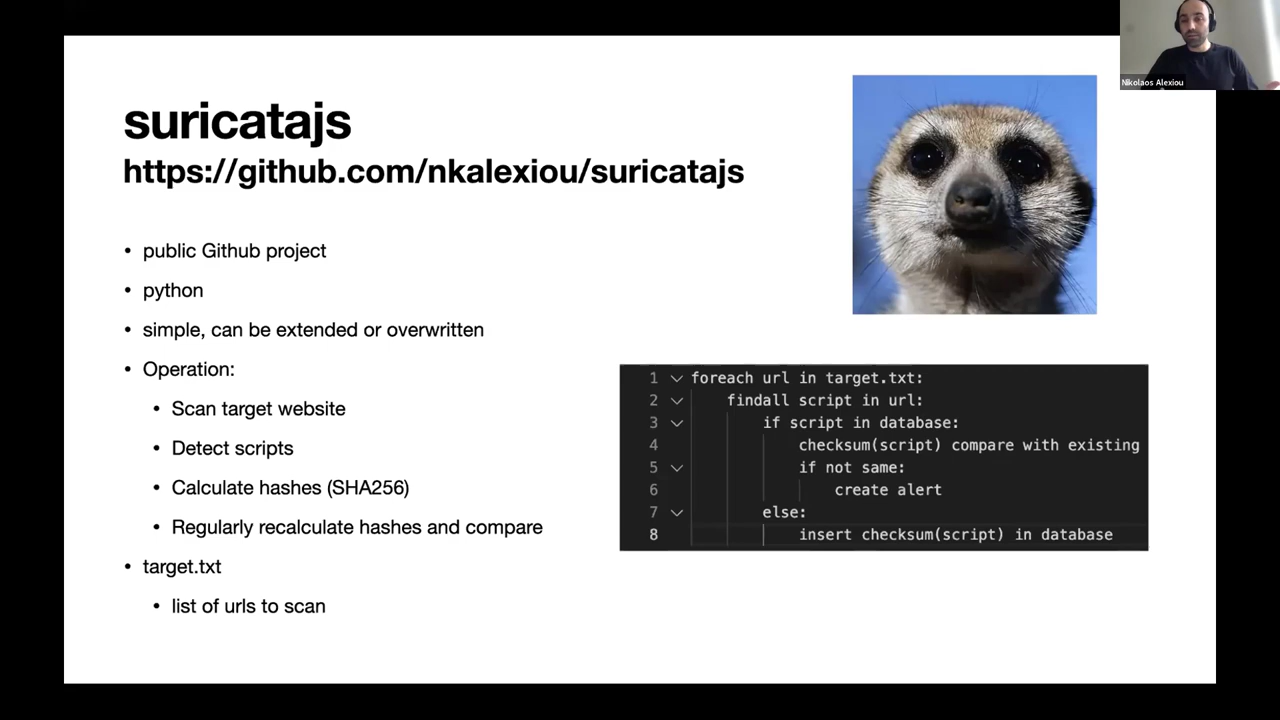 suricatajs
https://github.com/nkalexiou/suricatajs
• public Github project
• python
• simple, can be extended or overwritten
• Operation:
• Scan target website
• Detect scripts
• Calculate hashes (SHA256)
• Regularly recalculate hashes and compare
• target.txt
• list of urls to scan
1 foreach url in target.txt:
2 findall script in url:
3 if script in database:
4 checksum(script) compare with existing
5 if not same:
6 create alert
7 else:
8 insert checksum(script) in database
Nikolaos Alexiou